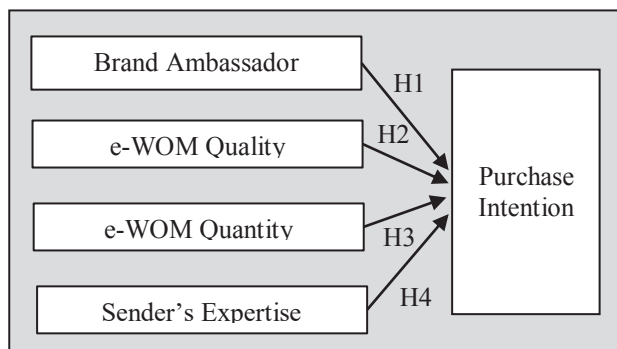 Brand Ambassador
H1
e-WOM Quality
H2
e-WOM Quantity
H3
Sender's Expertise
H4
Purchase
Intention